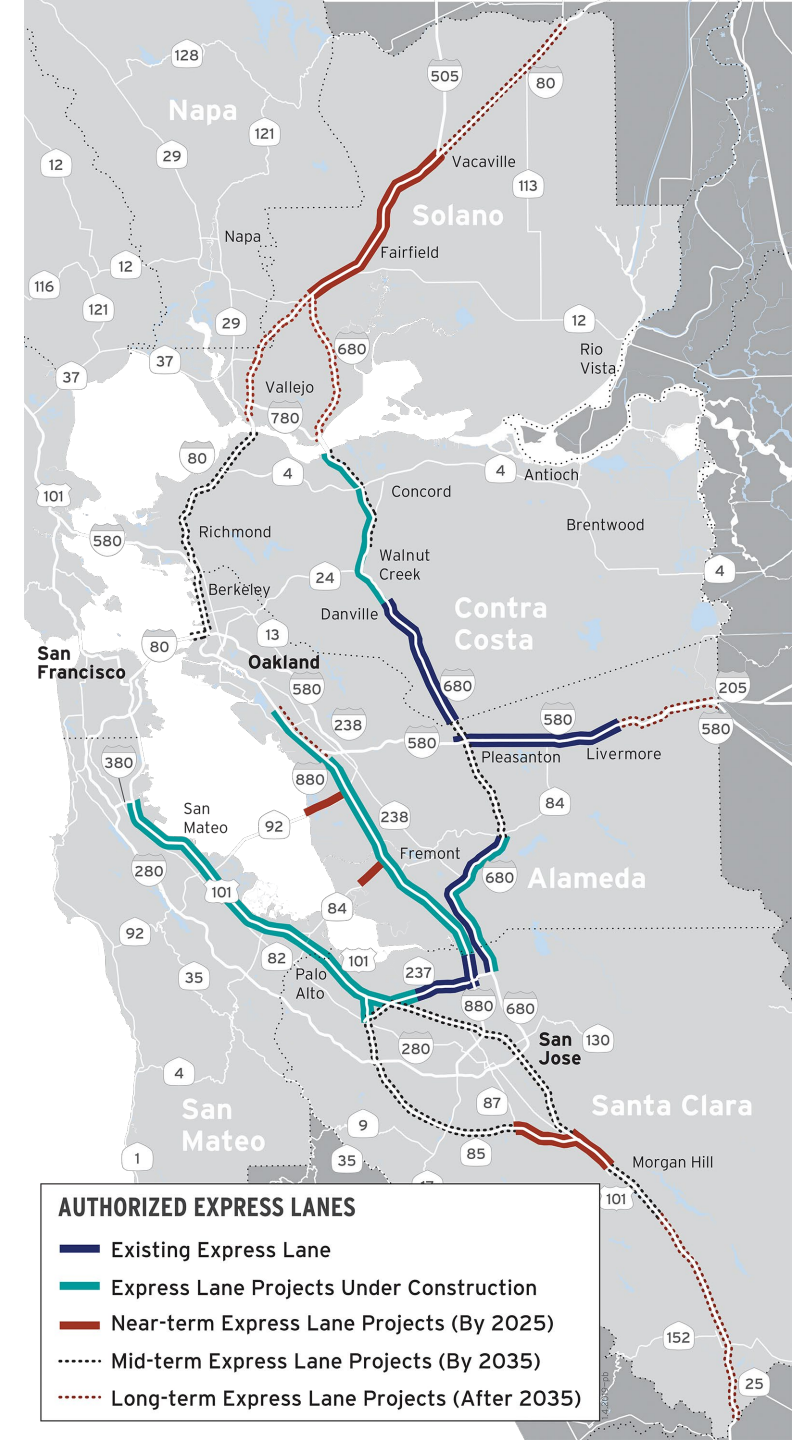 128
505
80
Napa
121
29
12
Vacaville
113
Solano
Napa
Fairfield
12
116
121
29
12
680
Rio
Vista
37
37
Vallejo
780
80
4
4
Antioch
101
Concord
Richmond
Brentwood
580
Walnut
Creek
24
4
Berkeley
Danville
Contra
Costa
13
80
San
Francisco
Oakland
580
680
205
238
580
580
580
Pleasanton
Livermore
380
880
84
San
Mateo
92
238
Fremont
280
680
Alameda
101
84
92
82
101
237
35
Palo
Alto
880
680
280
San
Jose
130
4
87
Santa Clara
San
Mateo
9
85
1
35
Morgan Hill
17
101
AUTHORIZED EXPRESS LANES
Existing Express Lane
Express Lane Projects Under Construction
Near-term Express Lane Projects (By 2025)
Mid-term Express Lane Projects (By 2035)
Long-term Express Lane Projects (After 2035)
152
25